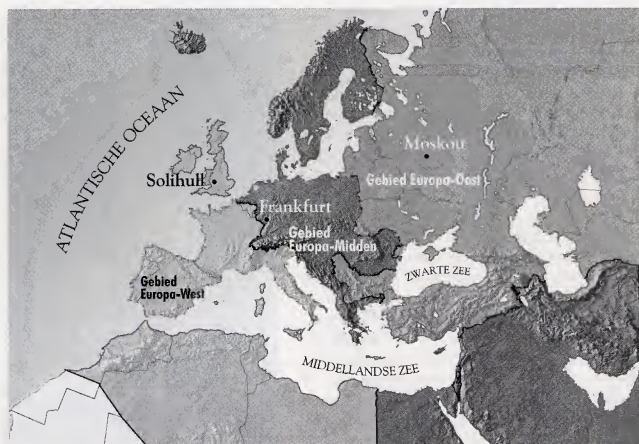 ATLANTISCHE OCEAAN
Solihull
Moskou
Gebied Europa-Oost
Frankfurt
Gebied
Europa-Midden
Gebied
Europa-West
ZWARTE ZEE
MIDDELLANDSE ZEE